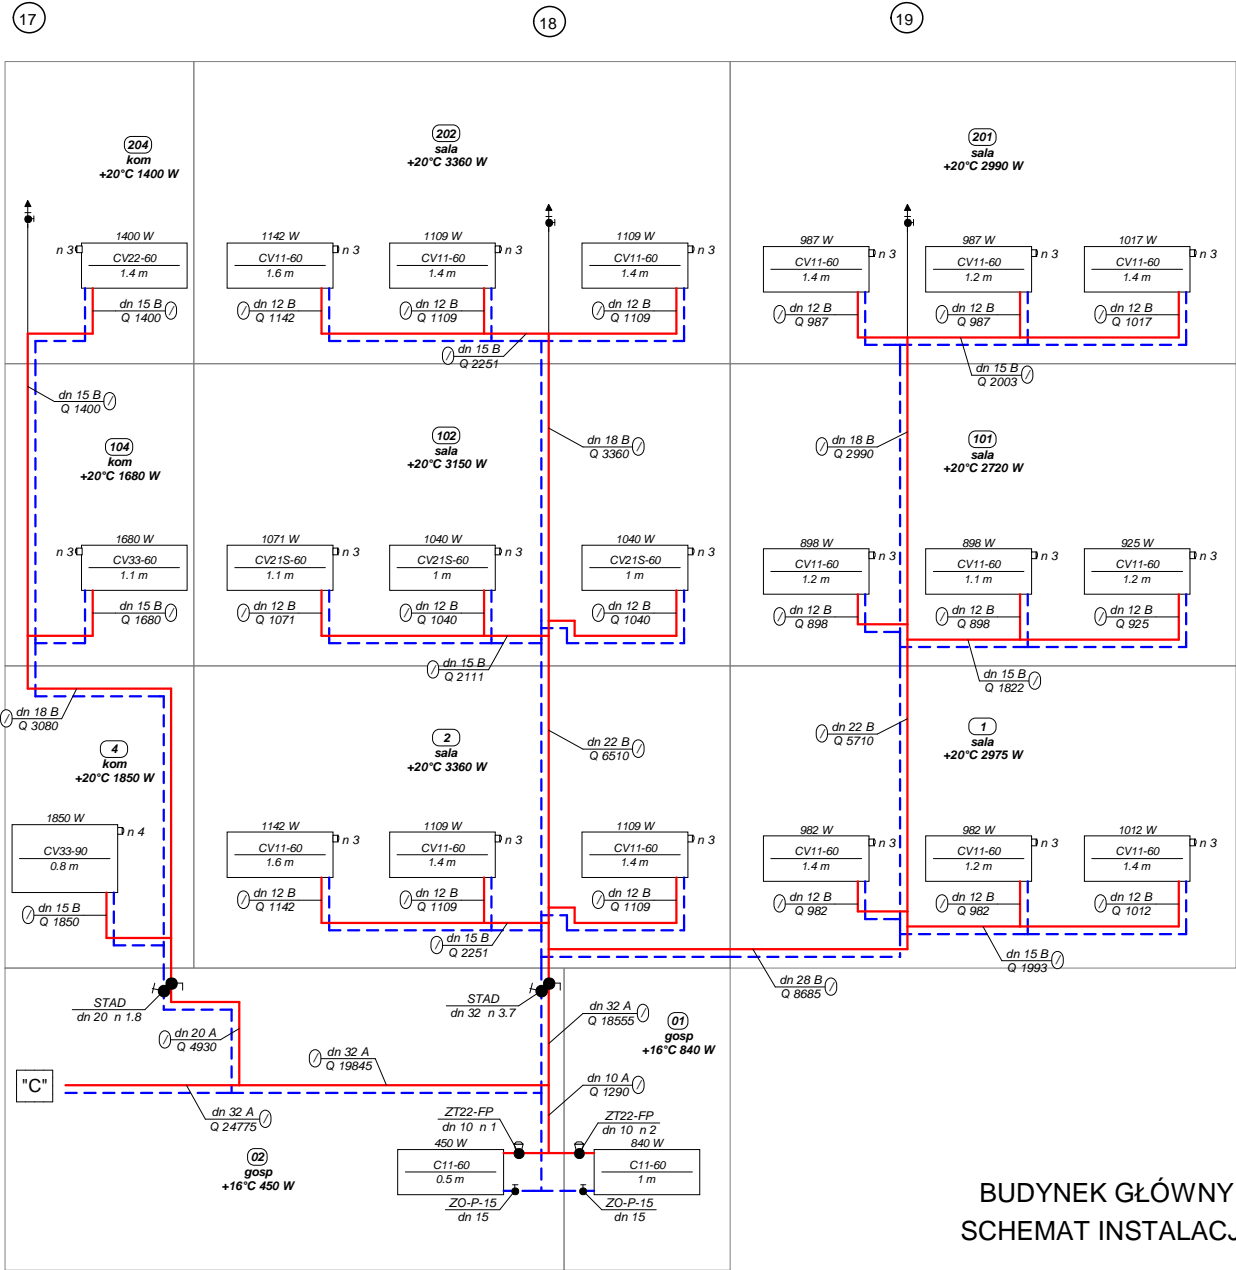 17
18
19
204
kom
+20°C 1400 W
202
sala
+20°C 3360 W
201
sala
+20°C 2990 W
n 3
1400 W
CV22-60
1.4 m
dn 15 B
Q 1400
1142 W
CV11-60
1.6 m
n 3
dn 12 B
Q 1142
1109 W
CV11-60
1.4 m
n 3
dn 12 B
Q 1109
1109 W
CV11-60
1.4 m
n 3
dn 12 B
Q 1109
987 W
CV11-60
1.4 m
n 3
dn 12 B
Q 987
987 W
CV11-60
1.2 m
n 3
dn 12 B
Q 987
1017 W
CV11-60
1.4 m
n 3
dn 12 B
Q 1017
dn 15 B
Q 2251
dn 15 B
Q 2003
dn 15 B
Q 1400
104
kom
+20°C 1680 W
102
sala
+20°C 3150 W
dn 18 B
Q 3360
dn 18 B
Q 2990
101
sala
+20°C 2720 W
n 3
1680 W
CV33-60
1.1 m
dn 15 B
Q 1680
1071 W
CV21S-60
1.1 m
n 3
dn 12 B
Q 1071
1040 W
CV21S-60
1 m
n 3
dn 12 B
Q 1040
1040 W
CV21S-60
1 m
n 3
dn 12 B
Q 1040
898 W
CV11-60
1.2 m
n 3
dn 12 B
Q 898
898 W
CV11-60
1.1 m
n 3
dn 12 B
Q 898
925 W
CV11-60
1.2 m
n 3
dn 12 B
Q 925
dn 15 B
Q 2111
dn 15 B
Q 1822
dn 18 B
Q 3080
4
kom
+20°C 1850 W
2
sala
+20°C 3360 W
dn 22 B
Q 6510
dn 22 B
Q 5710
1
sala
+20°C 2975 W
1850 W
CV33-90
0.8 m
n 4
dn 15 B
Q 1850
1142 W
CV11-60
1.6 m
n 3
dn 12 B
Q 1142
1109 W
CV11-60
1.4 m
n 3
dn 12 B
Q 1109
1109 W
CV11-60
1.4 m
n 3
dn 12 B
Q 1109
982 W
CV11-60
1.4 m
n 3
dn 12 B
Q 982
982 W
CV11-60
1.2 m
n 3
dn 12 B
Q 982
1012 W
CV11-60
1.4 m
n 3
dn 12 B
Q 1012
dn 15 B
Q 2251
dn 15 B
Q 1993
dn 28 B
Q 8685
STAD
dn 20 n 1.8
dn 20 A
Q 4930
STAD
dn 32 n 3.7
dn 32 A
Q 18555
01
gosp
+16°C 840 W
dn 32 A
Q 19845
"C"
dn 32 A
Q 24775
dn 10 A
Q 1290
02
gosp
+16°C 450 W
ZT22-FP
dn 10 n 1
450 W
C11-60
0.5 m
ZO-P-15
dn 15
ZT22-FP
dn 10 n 2
840 W
C11-60
1 m
ZO-P-15
dn 15
BUDYNEK GŁÓWNY
SCHEMAT INSTALACJ